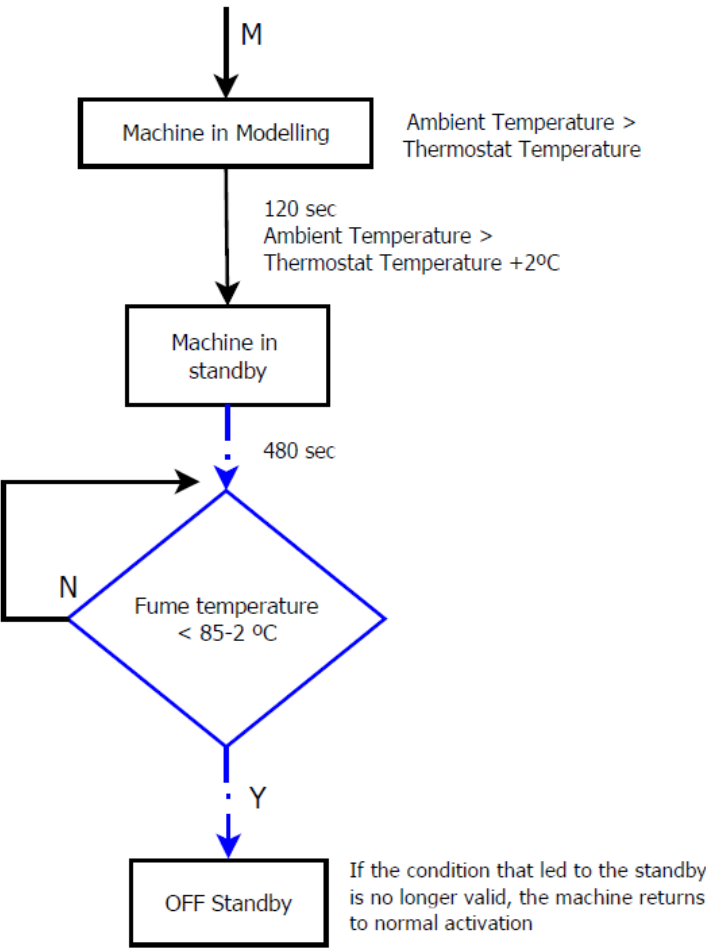 M
Machine in Modelling
Ambient Temperature >
Thermostat Temperature
120 sec
Ambient Temperature >
Thermostat Temperature +2ºC
Machine in
standby
480 sec
N
Fume temperature
< 85-2 ºC
Y
OFF Standby
If the condition that led to the standby
is no longer valid, the machine returns
to normal activation